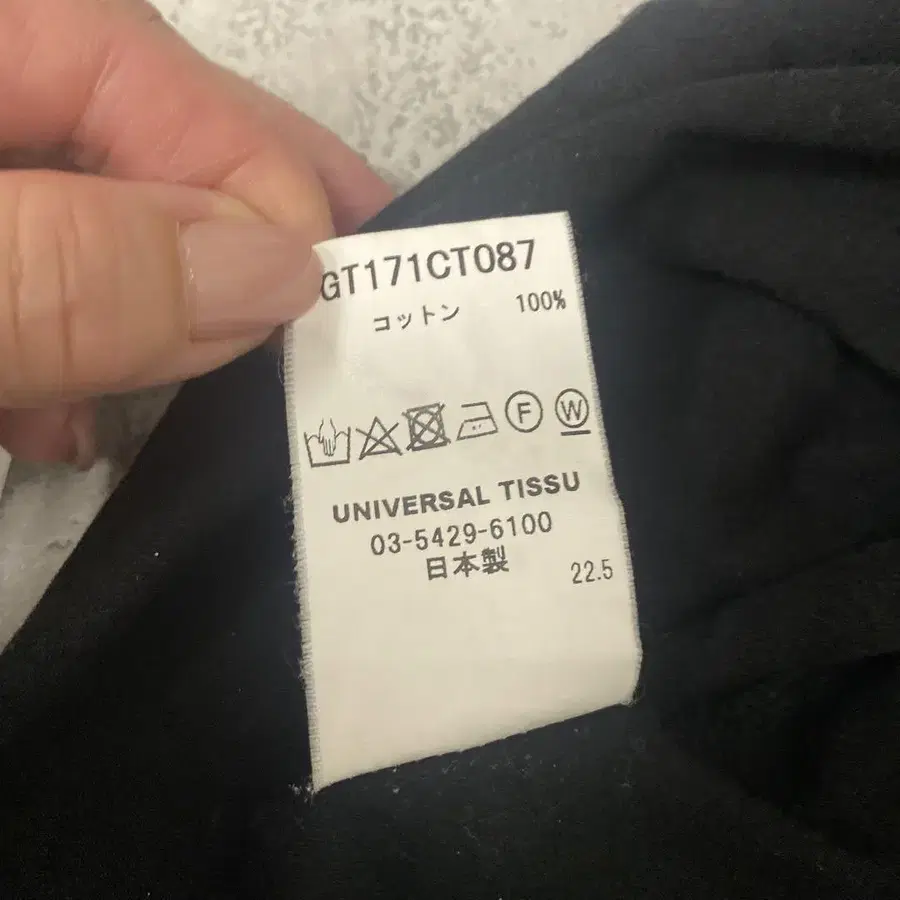 GT171CT087
コットン 100%
F W
UNIVERSAL TISSU
03-5429-6100
日本製
22.5